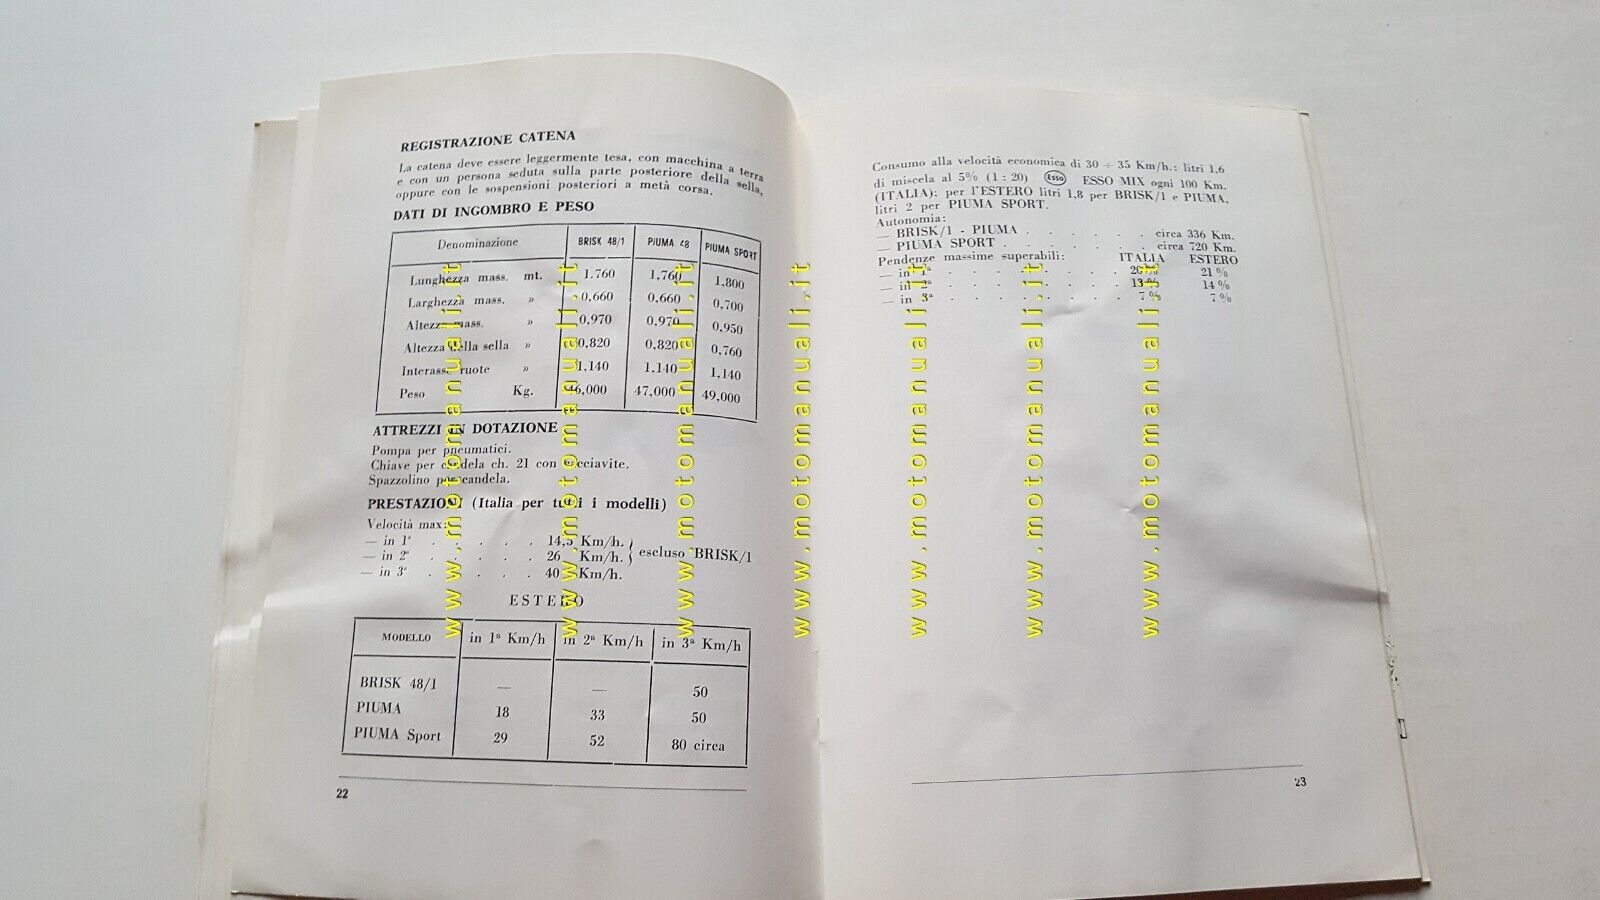 REGISTRAZIONE CATENA
La catena deve essere leggermente tesa, con macchina a terra
e con un persona seduta sulla parte posteriore della sella,
oppure con le sospensioni posteriori a metà corsa.
DATI DI INGOMBRO E PESO
Denominazione BRISK 48/1 PIUMA 48 PIUMA SPORT
Lunghezza mass. mt. 1.760 1,760 1,800
Larghezza mass. » 0,660 0,660 0,700
Altezza mass. » 0,970 0,970 0,950
Altezza della sella » 0,820 0,820 0,760
Interasse ruote » 1,140 1.140 1,140
Peso Kg. 46,000 47,000 49,000
ATTREZZI IN DOTAZIONE
Pompa per pneumatici.
Chiave per candela ch. 21 con cacciavite.
Spazzolino per candela.
PRESTAZIONI (Italia per tutti i modelli)
Velocità max:
— in 1ª . . . . . 14,5 Km/h.
— in 2ª . . . . . 26 Km/h. } escluso BRISK/1
— in 3ª . . . . . 40 Km/h.
ESTERO
MODELLO in 1ª Km/h in 2ª Km/h in 3ª Km/h
BRISK 48/1 — — 50
PIUMA 18 33 50
PIUMA Sport 29 52 80 circa
22
Consumo alla velocità economica di 30 ÷ 35 Km/h.: litri 1,6
di miscela al 5% (1 : 20) Esso ESSO MIX ogni 100 Km.
(ITALIA): per l'ESTERO litri 1,8 per BRISK/1 e PIUMA,
litri 2 per PIUMA SPORT.
Autonomia:
— BRISK/1 - PIUMA . . . . . . circa 336 Km.
— PIUMA SPORT . . . . . . . circa 720 Km.
Pendenze massime superabili: ITALIA ESTERO
— in 1ª . . . . . . . . . 20 % 21 %
— in 2ª . . . . . . . . . 13 % 14 %
— in 3ª . . . . . . . . . 7 % 7 %
23
www.motomanuali.it
www.motomanuali.it
www.motomanuali.it
www.motomanuali.it
www.motomanuali.it
www.motomanuali.it
www.motomanuali.it